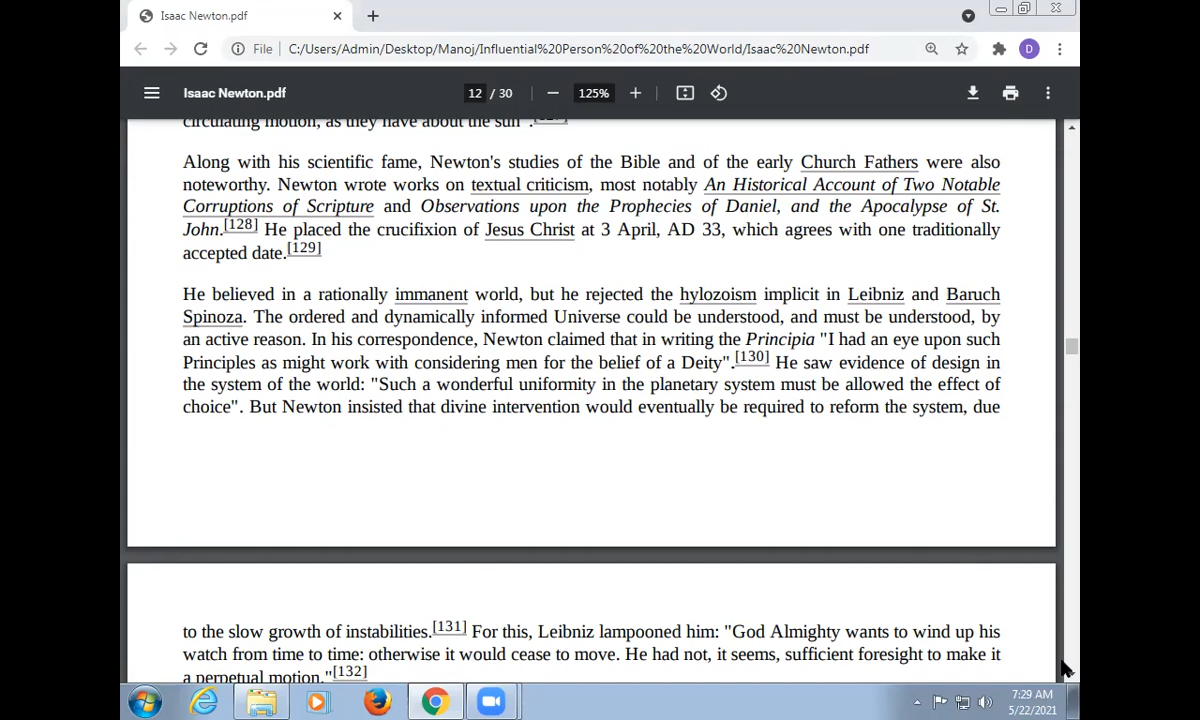 Isaac Newton.pdf
File
C:/Users/Admin/Desktop/Manoj/Influential%20Person%20of%20the%20World/Isaac%20Newton.pdf
D
Isaac Newton.pdf
12 / 30
125%
circulating motion, as they have about the sun".
Along with his scientific fame, Newton's studies of the Bible and of the early Church Fathers were also
noteworthy. Newton wrote works on textual criticism, most notably An Historical Account of Two Notable
Corruptions of Scripture and Observations upon the Prophecies of Daniel, and the Apocalypse of St.
John.[128] He placed the crucifixion of Jesus Christ at 3 April, AD 33, which agrees with one traditionally
accepted date.[129]
He believed in a rationally immanent world, but he rejected the hylozoism implicit in Leibniz and Baruch
Spinoza. The ordered and dynamically informed Universe could be understood, and must be understood, by
an active reason. In his correspondence, Newton claimed that in writing the Principia "I had an eye upon such
Principles as might work with considering men for the belief of a Deity".[130] He saw evidence of design in
the system of the world: "Such a wonderful uniformity in the planetary system must be allowed the effect of
choice". But Newton insisted that divine intervention would eventually be required to reform the system, due
to the slow growth of instabilities.[131] For this, Leibniz lampooned him: "God Almighty wants to wind up his
watch from time to time: otherwise it would cease to move. He had not, it seems, sufficient foresight to make it
a perpetual motion."[132]
7:29 AM
5/22/2021